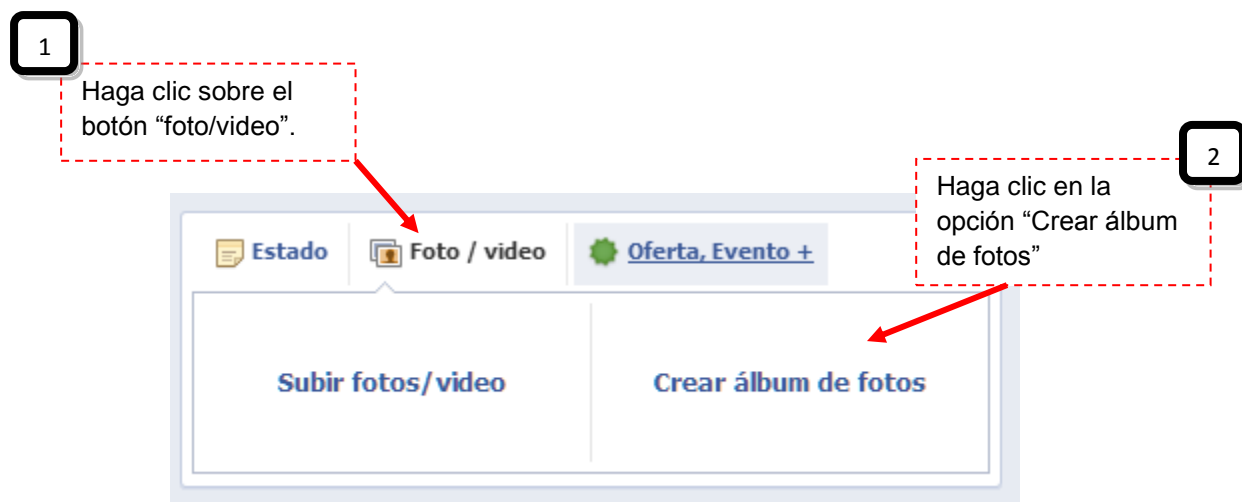 1
Haga clic sobre el
botón “foto/video”.
2
Haga clic en la
opción “Crear álbum
de fotos”
Estado
Foto / video
Oferta, Evento +
Subir fotos/video
Crear álbum de fotos